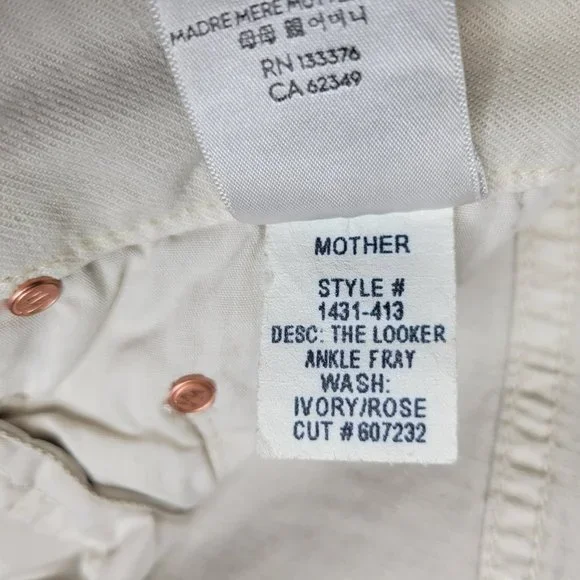 MADRE MERE MOTHER
母母 親 어머니
RN 133376
CA 62349
MOTHER
STYLE #
1431-413
DESC: THE LOOKER
ANKLE FRAY
WASH:
IVORY/ROSE
CUT # 607232